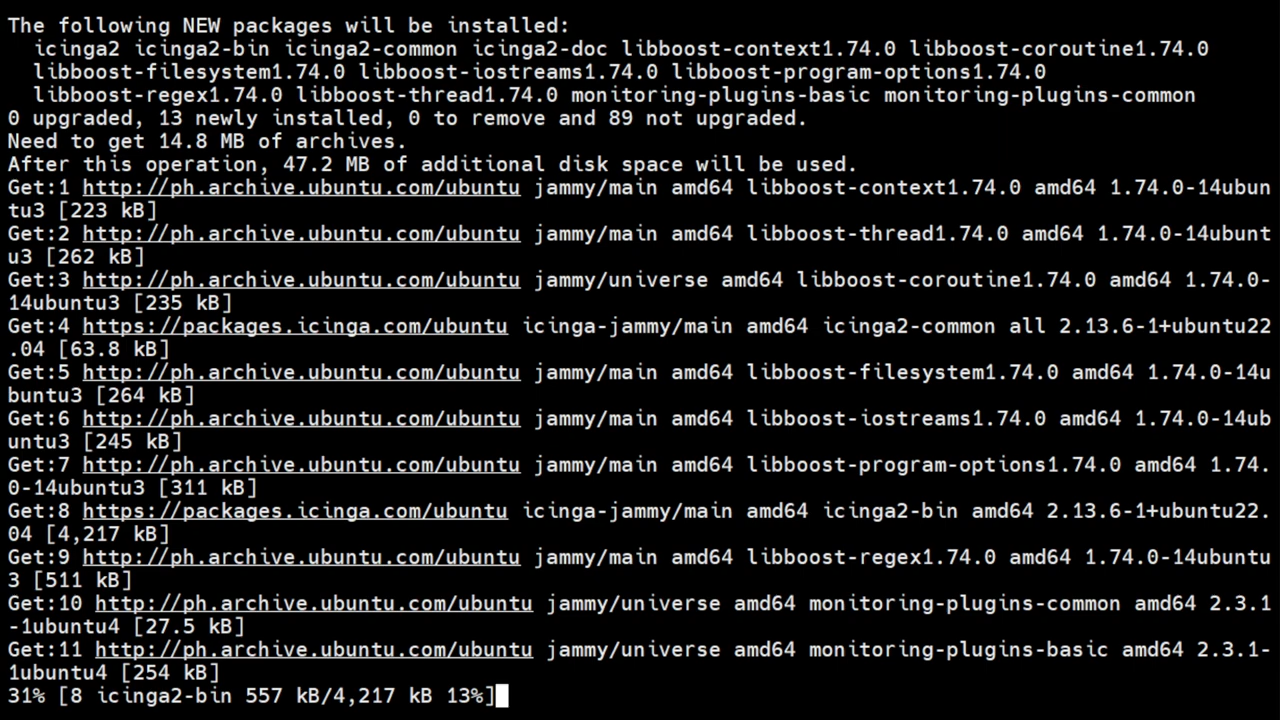 The following NEW packages will be installed:
  icinga2 icinga2-bin icinga2-common icinga2-doc libboost-context1.74.0 libboost-coroutine1.74.0
  libboost-filesystem1.74.0 libboost-iostreams1.74.0 libboost-program-options1.74.0
  libboost-regex1.74.0 libboost-thread1.74.0 monitoring-plugins-basic monitoring-plugins-common
0 upgraded, 13 newly installed, 0 to remove and 89 not upgraded.
Need to get 14.8 MB of archives.
After this operation, 47.2 MB of additional disk space will be used.
Get:1 http://ph.archive.ubuntu.com/ubuntu jammy/main amd64 libboost-context1.74.0 amd64 1.74.0-14ubun
tu3 [223 kB]
Get:2 http://ph.archive.ubuntu.com/ubuntu jammy/main amd64 libboost-thread1.74.0 amd64 1.74.0-14ubunt
u3 [262 kB]
Get:3 http://ph.archive.ubuntu.com/ubuntu jammy/universe amd64 libboost-coroutine1.74.0 amd64 1.74.0-
14ubuntu3 [235 kB]
Get:4 https://packages.icinga.com/ubuntu icinga-jammy/main amd64 icinga2-common all 2.13.6-1+ubuntu22
.04 [63.8 kB]
Get:5 http://ph.archive.ubuntu.com/ubuntu jammy/main amd64 libboost-filesystem1.74.0 amd64 1.74.0-14u
buntu3 [264 kB]
Get:6 http://ph.archive.ubuntu.com/ubuntu jammy/main amd64 libboost-iostreams1.74.0 amd64 1.74.0-14ub
untu3 [245 kB]
Get:7 http://ph.archive.ubuntu.com/ubuntu jammy/main amd64 libboost-program-options1.74.0 amd64 1.74.
0-14ubuntu3 [311 kB]
Get:8 https://packages.icinga.com/ubuntu icinga-jammy/main amd64 icinga2-bin amd64 2.13.6-1+ubuntu22.
04 [4,217 kB]
Get:9 http://ph.archive.ubuntu.com/ubuntu jammy/main amd64 libboost-regex1.74.0 amd64 1.74.0-14ubuntu
3 [511 kB]
Get:10 http://ph.archive.ubuntu.com/ubuntu jammy/universe amd64 monitoring-plugins-common amd64 2.3.1
-1ubuntu4 [27.5 kB]
Get:11 http://ph.archive.ubuntu.com/ubuntu jammy/universe amd64 monitoring-plugins-basic amd64 2.3.1-
1ubuntu4 [254 kB]
31% [8 icinga2-bin 557 kB/4,217 kB 13%]